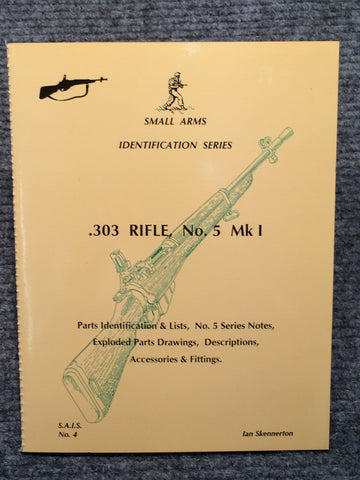 SMALL ARMS
IDENTIFICATION SERIES
.303 RIFLE, No. 5 Mk I
Parts Identification & Lists, No. 5 Series Notes,
Exploded Parts Drawings, Descriptions,
Accessories & Fittings.
S.A.I.S.
No. 4
Ian Skennerton